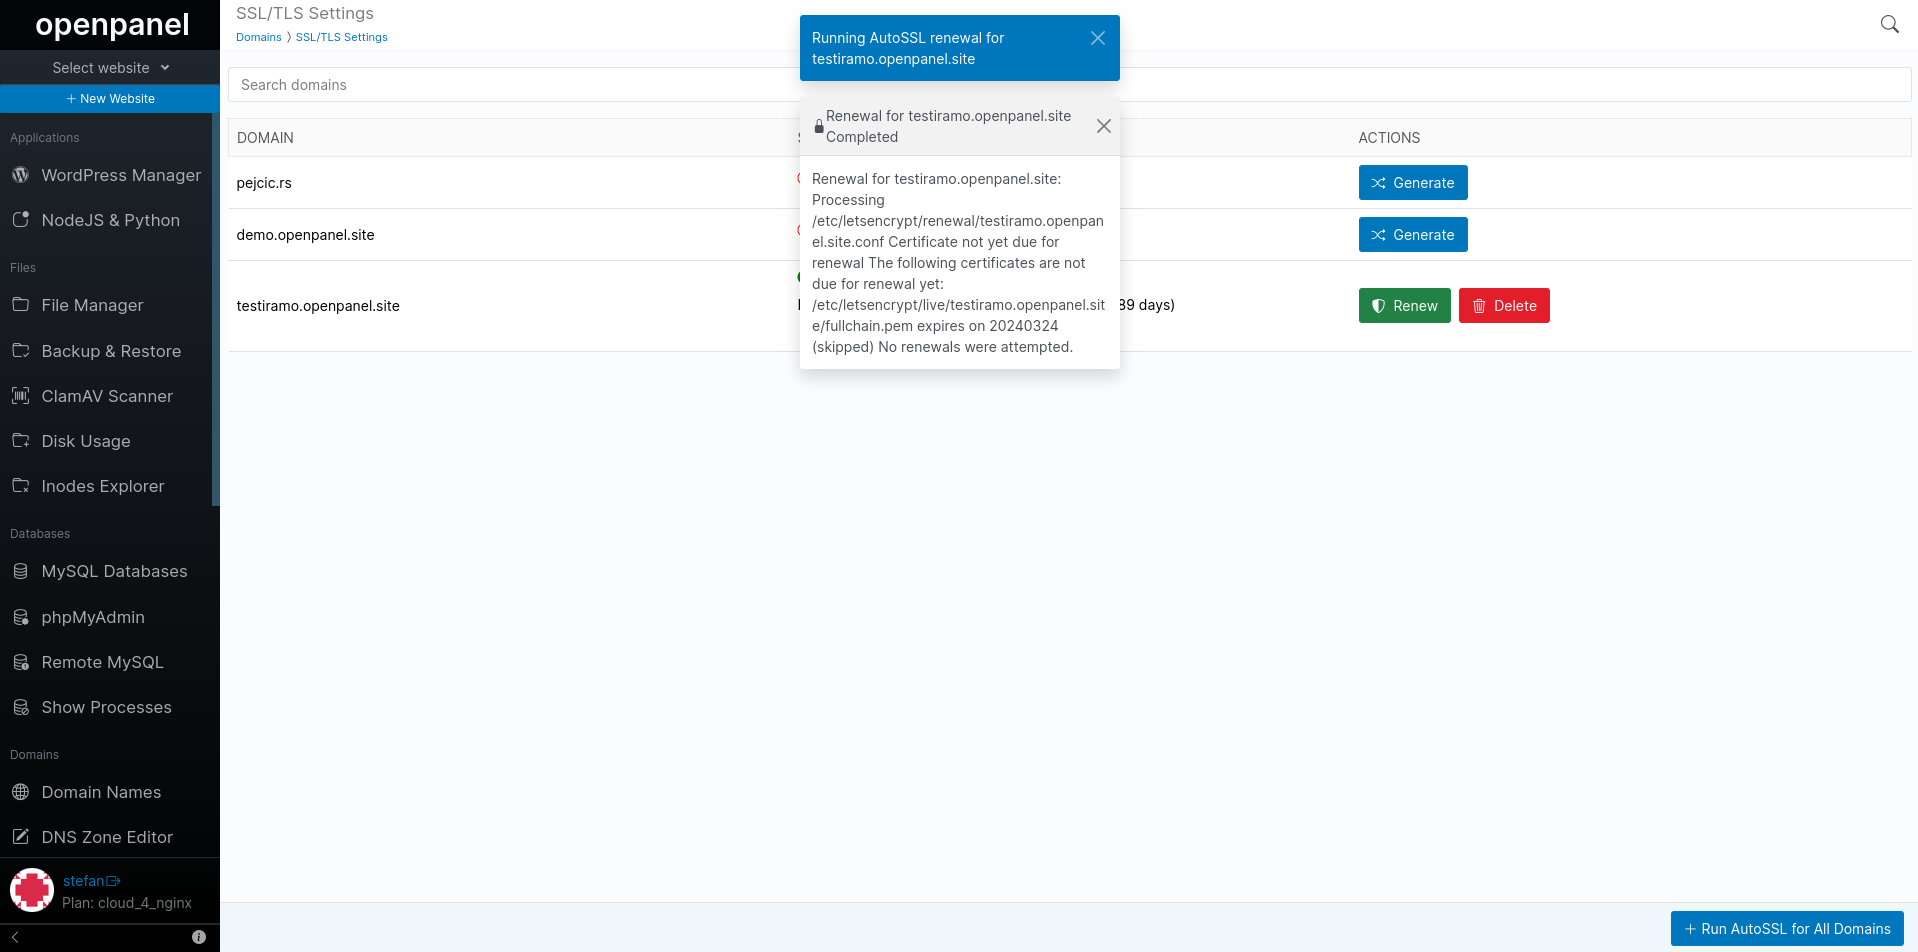 openpanel
Select website
+ New Website
Applications
WordPress Manager
NodeJS & Python
Files
File Manager
Backup & Restore
ClamAV Scanner
Disk Usage
Inodes Explorer
Databases
MySQL Databases
phpMyAdmin
Remote MySQL
Show Processes
Domains
Domain Names
DNS Zone Editor
stefan
Plan: cloud_4_nginx
SSL/TLS Settings
Domains 〉 SSL/TLS Settings
Search domains
DOMAIN
ACTIONS
pejcic.rs
Generate
demo.openpanel.site
Generate
testiramo.openpanel.site
89 days)
Renew
Delete
Running AutoSSL renewal for
testiramo.openpanel.site
Renewal for testiramo.openpanel.site
Completed
Renewal for testiramo.openpanel.site:
Processing
/etc/letsencrypt/renewal/testiramo.openpan
el.site.conf Certificate not yet due for
renewal The following certificates are not
due for renewal yet:
/etc/letsencrypt/live/testiramo.openpanel.sit
e/fullchain.pem expires on 20240324
(skipped) No renewals were attempted.
+ Run AutoSSL for All Domains